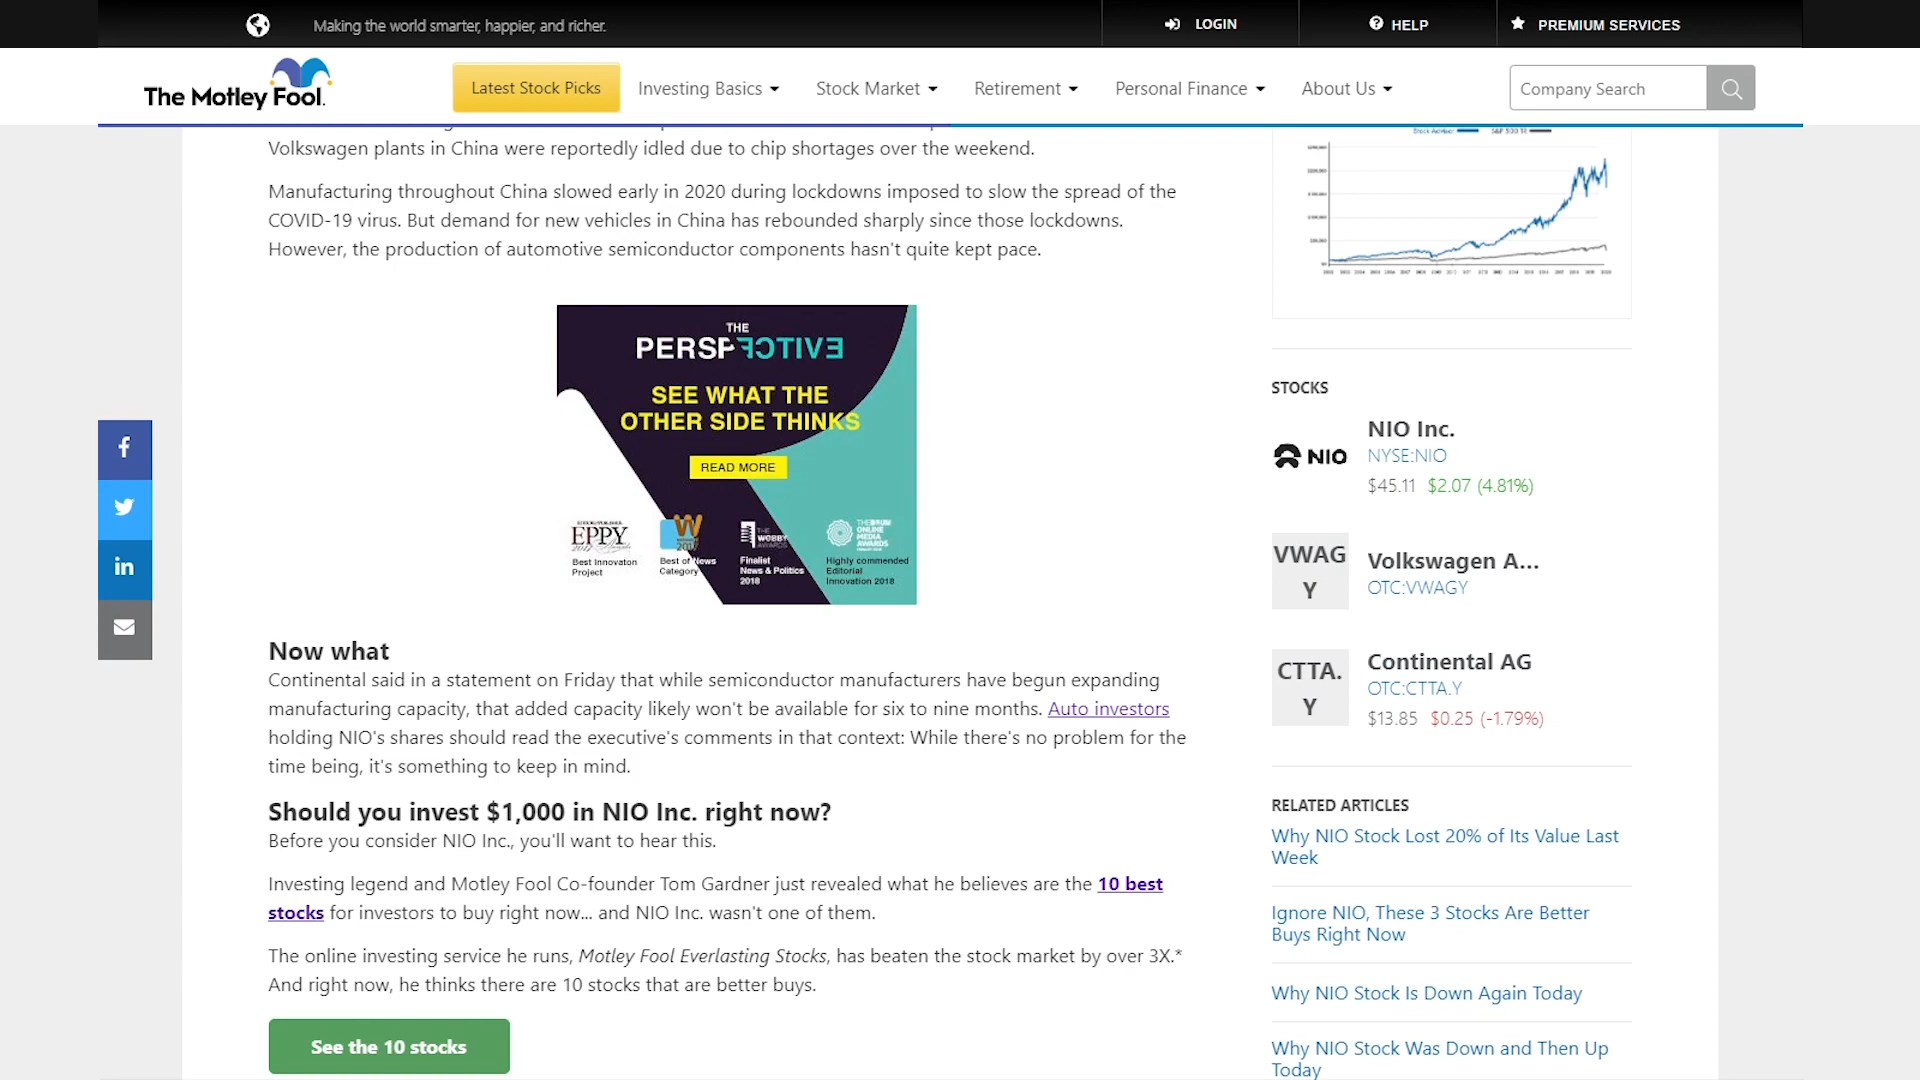 Making the world smarter, happier, and richer.
LOGIN
HELP
PREMIUM SERVICES
The Motley Fool.
Latest Stock Picks
Investing Basics
Stock Market
Retirement
Personal Finance
About Us
Company Search
Volkswagen plants in China were reportedly idled due to chip shortages over the weekend.
Manufacturing throughout China slowed early in 2020 during lockdowns imposed to slow the spread of the
COVID-19 virus. But demand for new vehicles in China has rebounded sharply since those lockdowns.
However, the production of automotive semiconductor components hasn't quite kept pace.
THE
PERSPECTIVE
SEE WHAT THE
OTHER SIDE THINKS
READ MORE
EPPY
2017
Best Innovaton
Project
W
2017
Best of News
Category
THE
WEBBY
AWARDS
Finalist
News & Politics
2018
THE DRUM
ONLINE
MEDIA
AWARDS
Highly commended
Editorial
Innovation 2018
Now what
Continental said in a statement on Friday that while semiconductor manufacturers have begun expanding
manufacturing capacity, that added capacity likely won't be available for six to nine months. Auto investors
holding NIO's shares should read the executive's comments in that context: While there's no problem for the
time being, it's something to keep in mind.
Should you invest $1,000 in NIO Inc. right now?
Before you consider NIO Inc., you'll want to hear this.
Investing legend and Motley Fool Co-founder Tom Gardner just revealed what he believes are the 10 best
stocks for investors to buy right now... and NIO Inc. wasn't one of them.
The online investing service he runs, Motley Fool Everlasting Stocks, has beaten the stock market by over 3X.*
And right now, he thinks there are 10 stocks that are better buys.
See the 10 stocks
Stock Advisor
S&P 500
STOCKS
NIO
NIO Inc.
NYSE:NIO
$45.11 $2.07 (4.81%)
VWAG
Y
Volkswagen A...
OTC:VWAGY
CTTA.
Y
Continental AG
OTC:CTTA.Y
$13.85 $0.25 (-1.79%)
RELATED ARTICLES
Why NIO Stock Lost 20% of Its Value Last
Week
Ignore NIO, These 3 Stocks Are Better
Buys Right Now
Why NIO Stock Is Down Again Today
Why NIO Stock Was Down and Then Up
Today